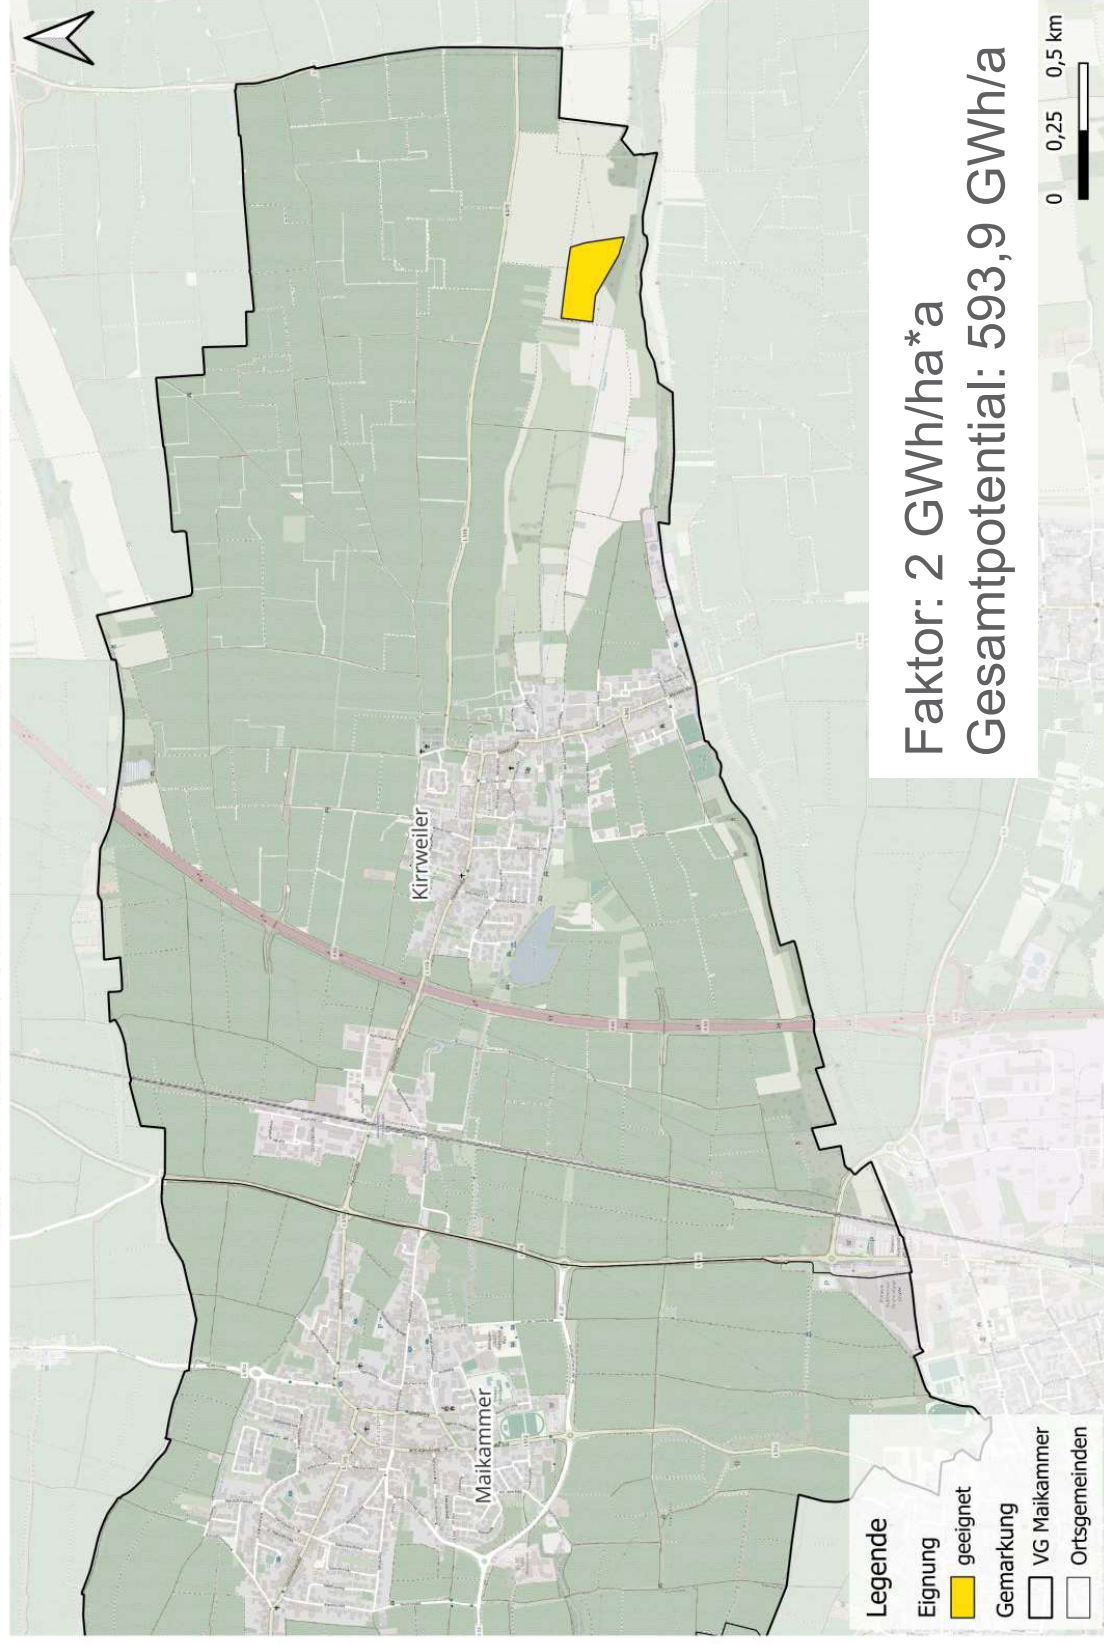 Kirrweiler
Maikammer
Faktor: 2 GWh/ha*a
Gesamtpotential: 593,9 GWh/a
0 0,25 0,5 km
Legende
Eignung
geeignet
Gemarkung
VG Maikammer
Ortsgemeinden